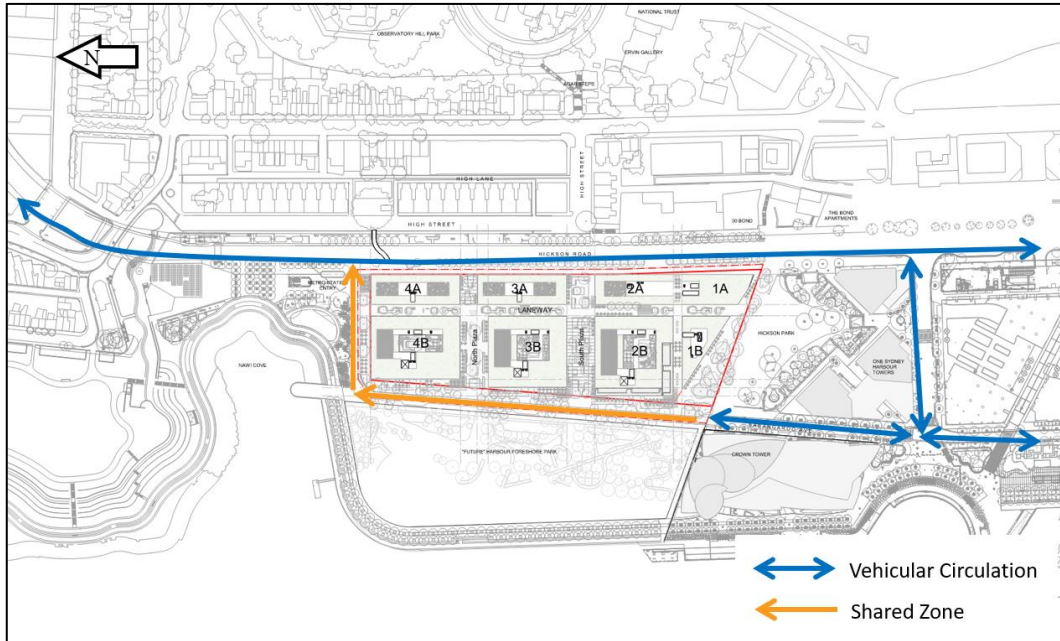 NATIONAL TRUST
OBSERVATORY HILL PARK
ERVIN GALLERY
N
HIGH LANE
HIGH STREET
30 BOND
THE BOND
APARTMENTS
HIGH STREET
HICKSON ROAD
4A
3A
2A
1A
LANEWAY
4B
North Plaza
3B
South Plaza
2B
1B
HICKSON PARK
ONE SYDNEY
HARBOUR
TOWERS
NAWI COVE
"FUTURE" HARBOUR FORESHORE PARK
CROWN TOWER
Vehicular Circulation
Shared Zone